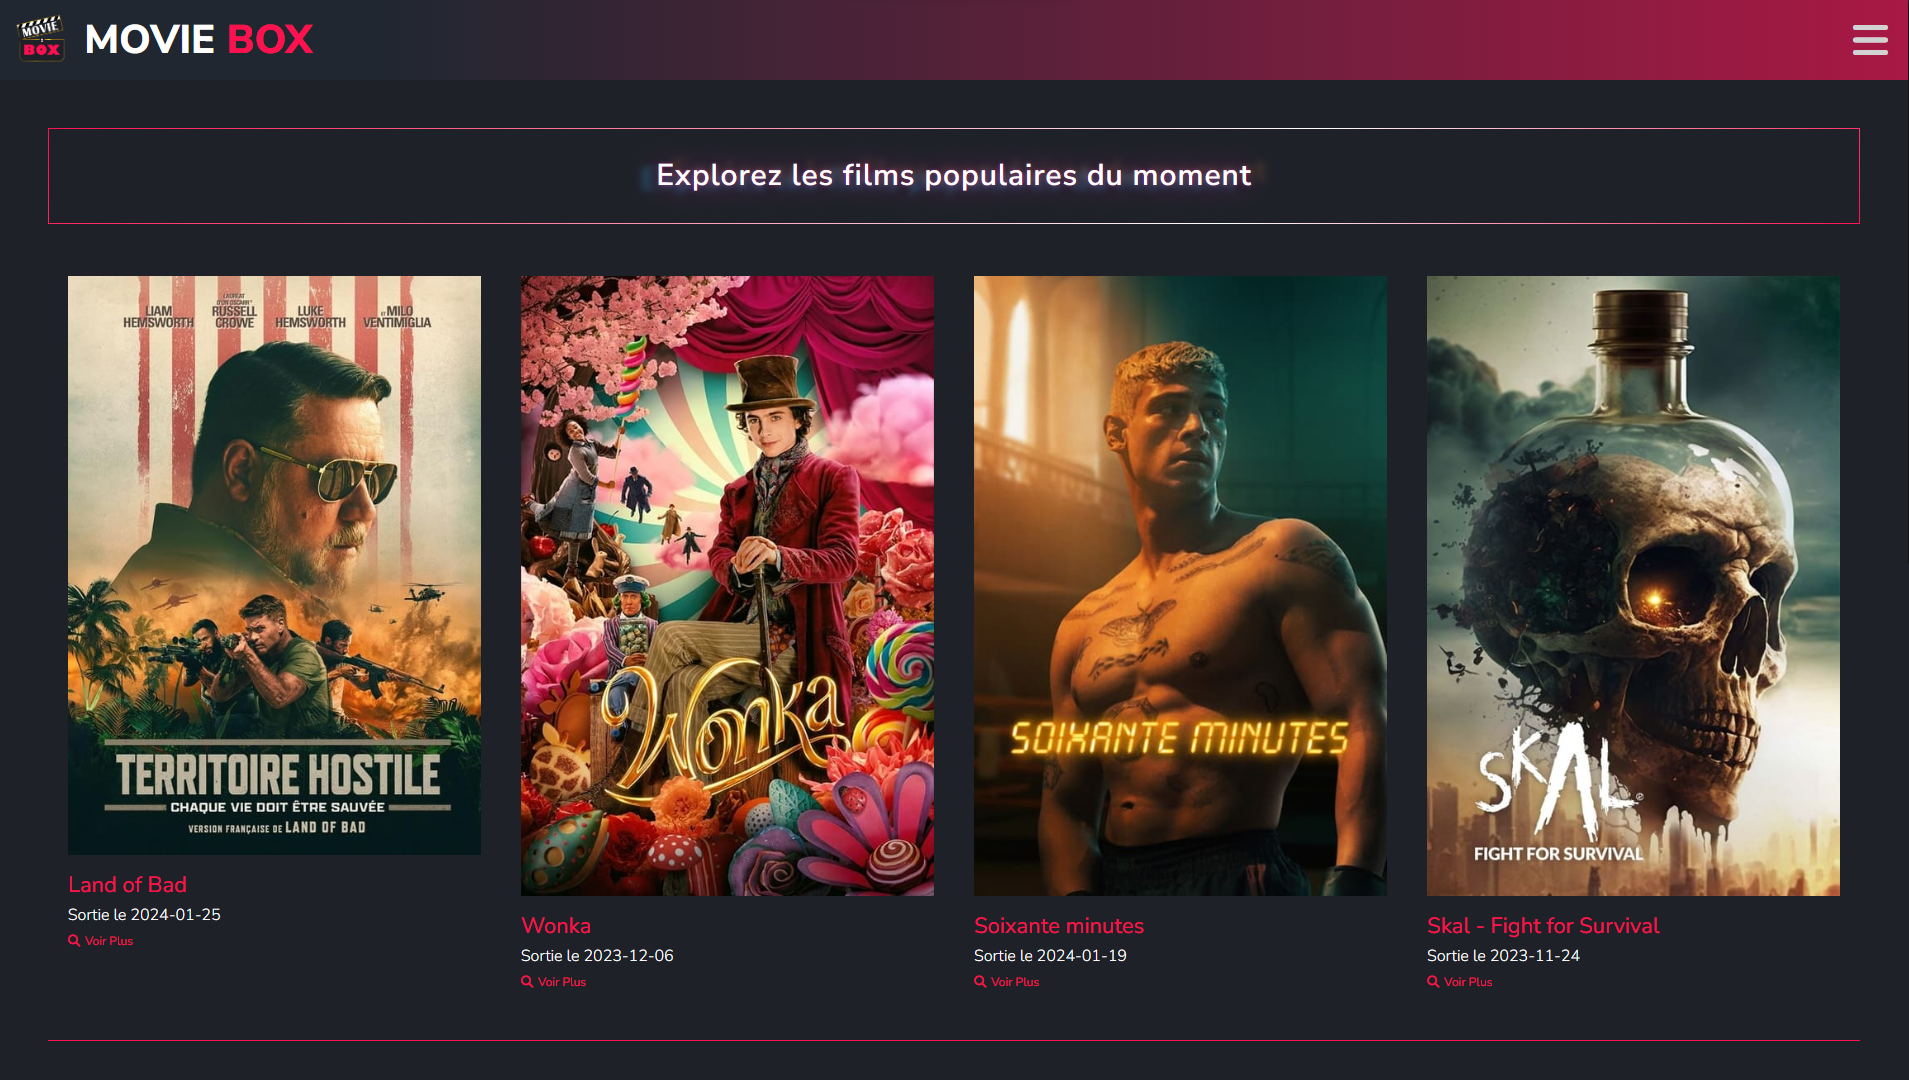 MOVIE
BOX
MOVIE BOX
Explorez les films populaires du moment
LIAM
HEMSWORTH
LAURÉAT
D'UN OSCAR®
RUSSELL
CROWE
LUKE
HEMSWORTH
ET MILO
VENTIMIGLIA
TERRITOIRE HOSTILE
CHAQUE VIE DOIT ÊTRE SAUVÉE
VERSION FRANÇAISE DE LAND OF BAD
Land of Bad
Sortie le 2024-01-25
Voir Plus
Wonka
Wonka
Sortie le 2023-12-06
Voir Plus
SOIXANTE MINUTES
Soixante minutes
Sortie le 2024-01-19
Voir Plus
SKAL
FIGHT FOR SURVIVAL
Skal - Fight for Survival
Sortie le 2023-11-24
Voir Plus